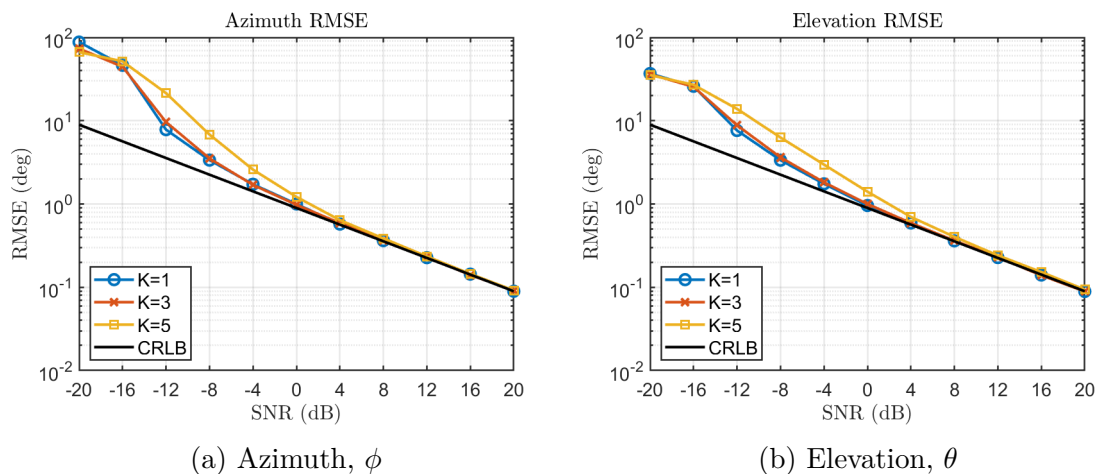 Azimuth RMSE
10^2
10^1
10^0
10^-1
10^-2
RMSE (deg)
K=1
K=3
K=5
CRLB
-20 -16 -12 -8 -4 0 4 8 12 16 20
SNR (dB)
(a) Azimuth, ϕ
Elevation RMSE
10^2
10^1
10^0
10^-1
10^-2
RMSE (deg)
K=1
K=3
K=5
CRLB
-20 -16 -12 -8 -4 0 4 8 12 16 20
SNR (dB)
(b) Elevation, θ